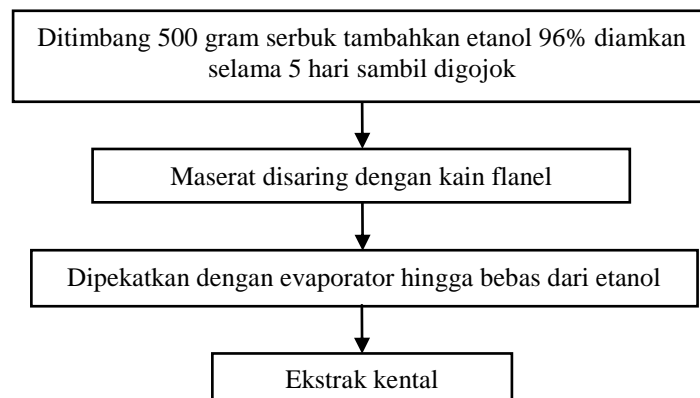 Ditimbang 500 gram serbuk tambahkan etanol 96% diamkan
selama 5 hari sambil digojok
Maserat disaring dengan kain flanel
Dipekatkan dengan evaporator hingga bebas dari etanol
Ekstrak kental